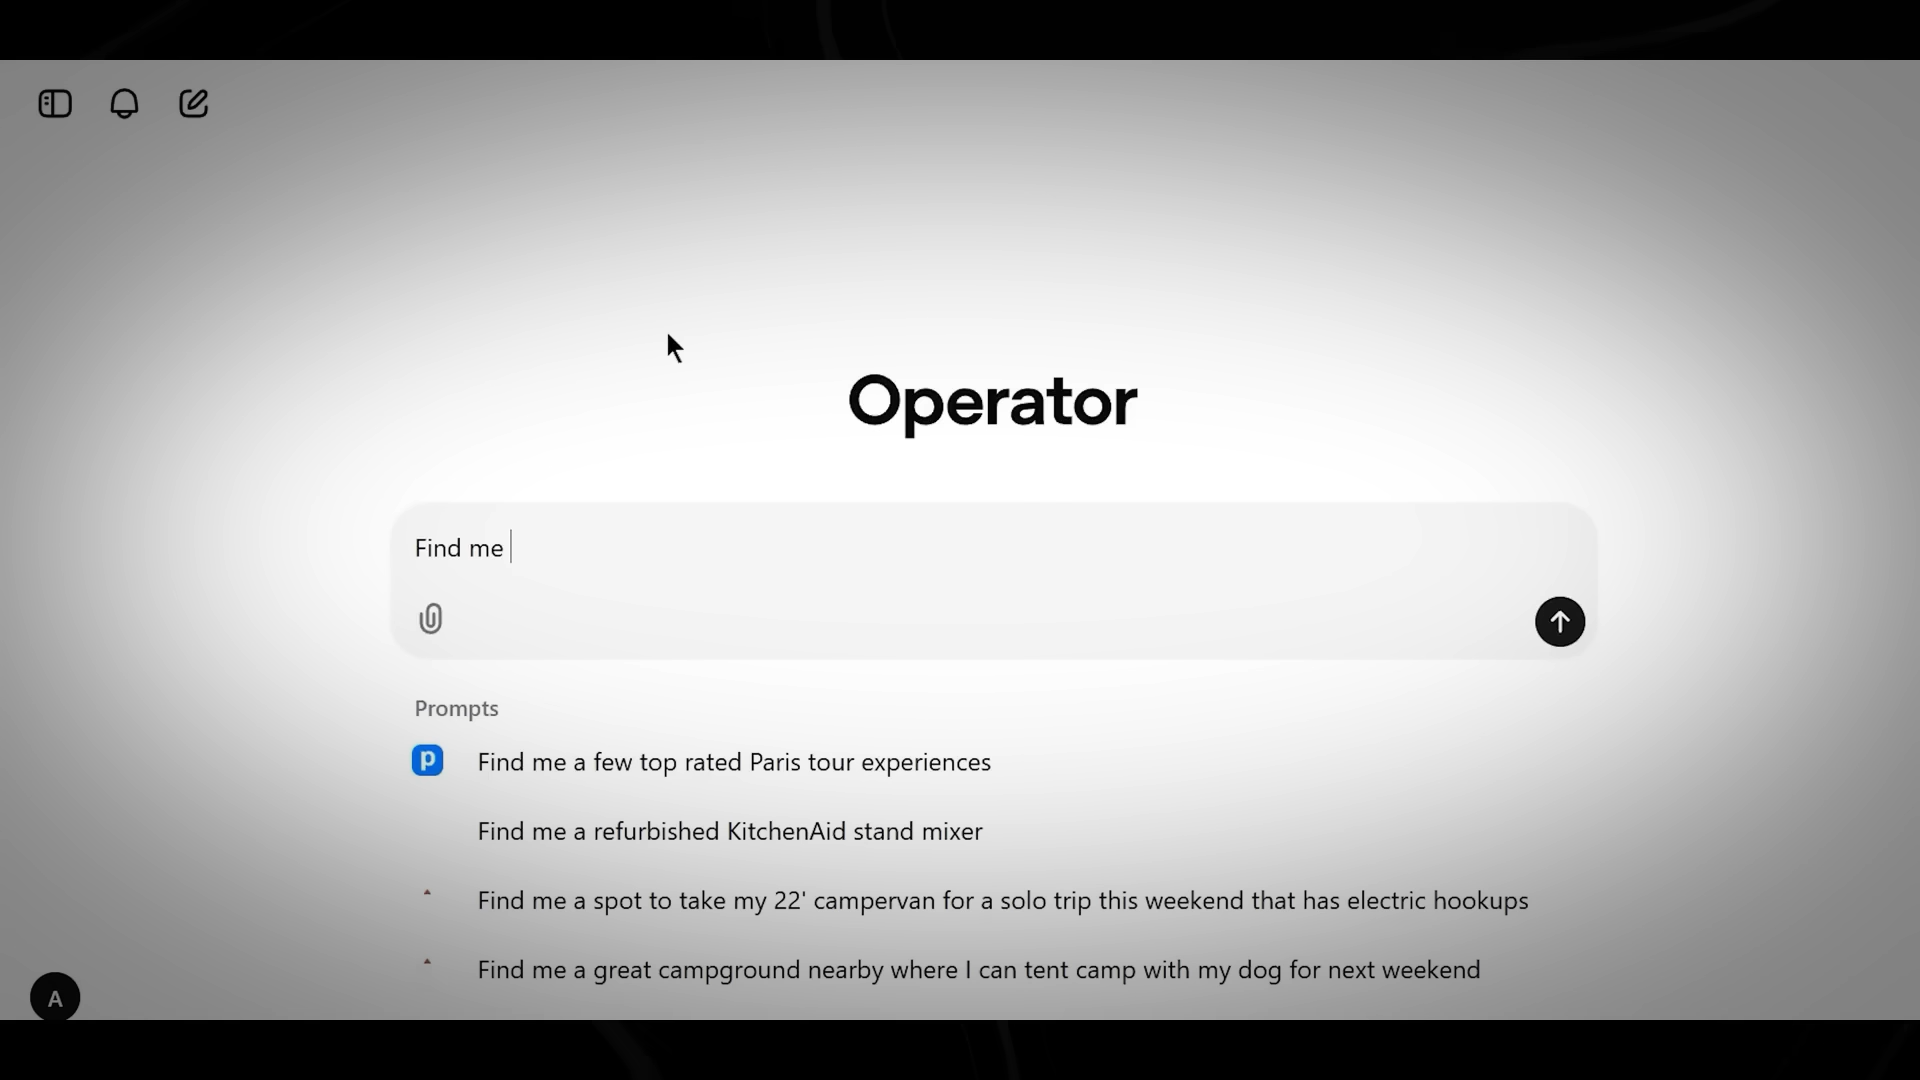 Operator
Find me
Prompts
p
Find me a few top rated Paris tour experiences
Find me a refurbished KitchenAid stand mixer
Find me a spot to take my 22' campervan for a solo trip this weekend that has electric hookups
Find me a great campground nearby where I can tent camp with my dog for next weekend
A